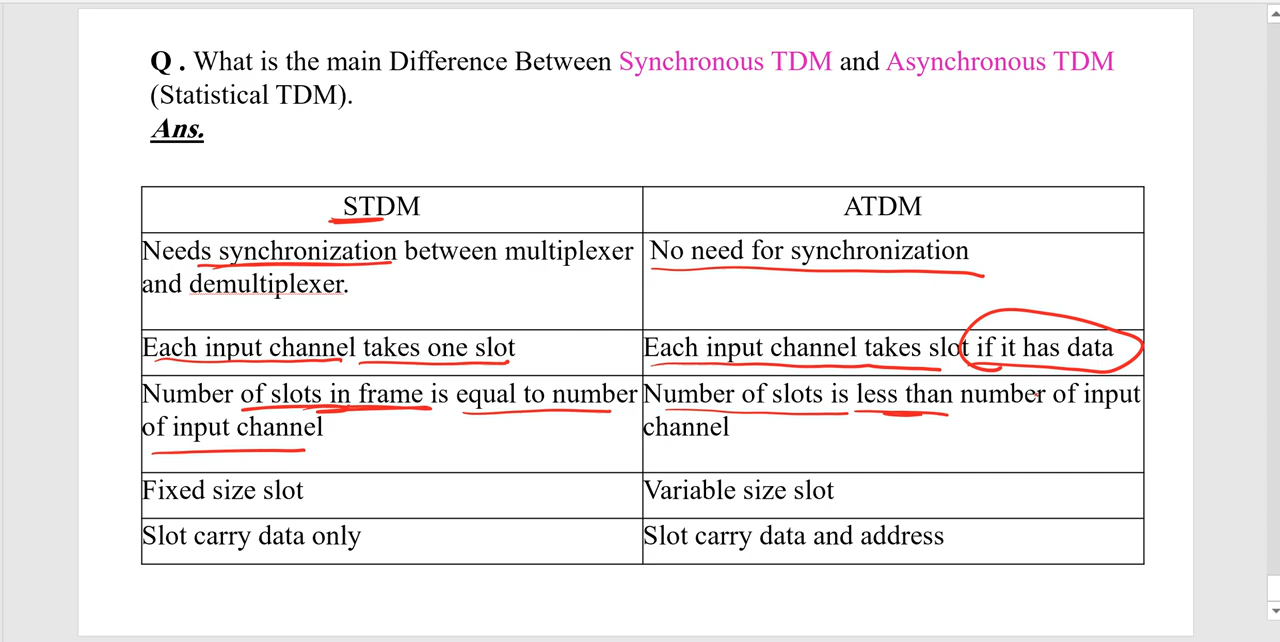 Q . What is the main Difference Between Synchronous TDM and Asynchronous TDM
(Statistical TDM).
Ans.
STDM
ATDM
Needs synchronization between multiplexer
and demultiplexer.
No need for synchronization
Each input channel takes one slot
Each input channel takes slot if it has data
Number of slots in frame is equal to number
of input channel
Number of slots is less than number of input
channel
Fixed size slot
Variable size slot
Slot carry data only
Slot carry data and address